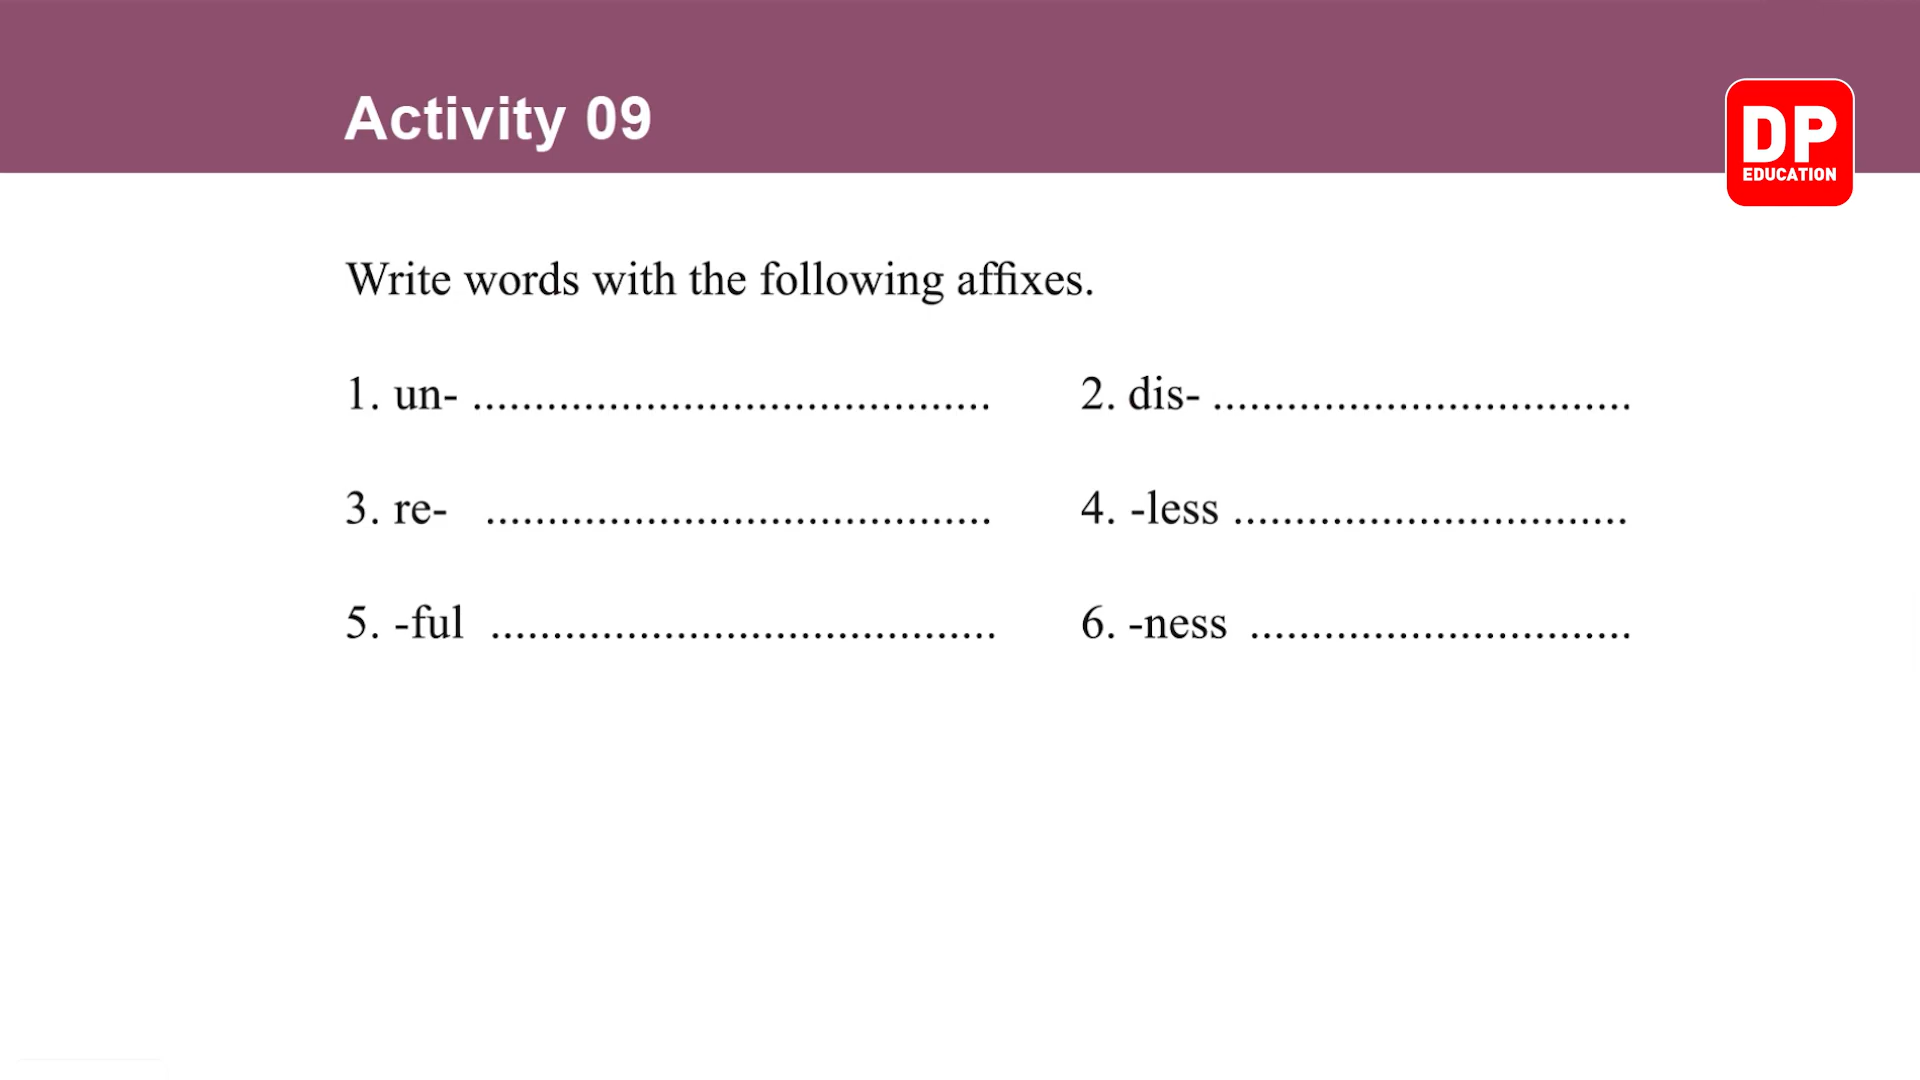 Activity 09
DP
EDUCATION
Write words with the following affixes.
1. un- .......................................... 2. dis- ..................................
3. re- ......................................... 4. -less ................................
5. -ful ......................................... 6. -ness ...............................